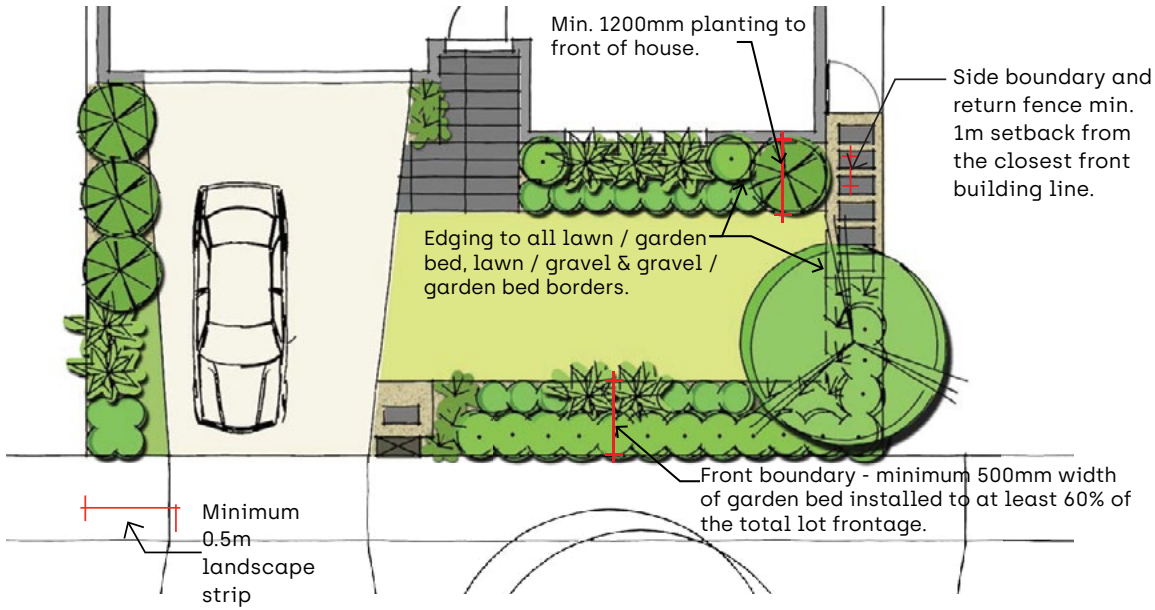 Min. 1200mm planting to
front of house.
Side boundary and
return fence min.
1m setback from
the closest front
building line.
Edging to all lawn / garden
bed, lawn / gravel & gravel /
garden bed borders.
Front boundary - minimum 500mm width
of garden bed installed to at least 60% of
the total lot frontage.
Minimum
0.5m
landscape
strip